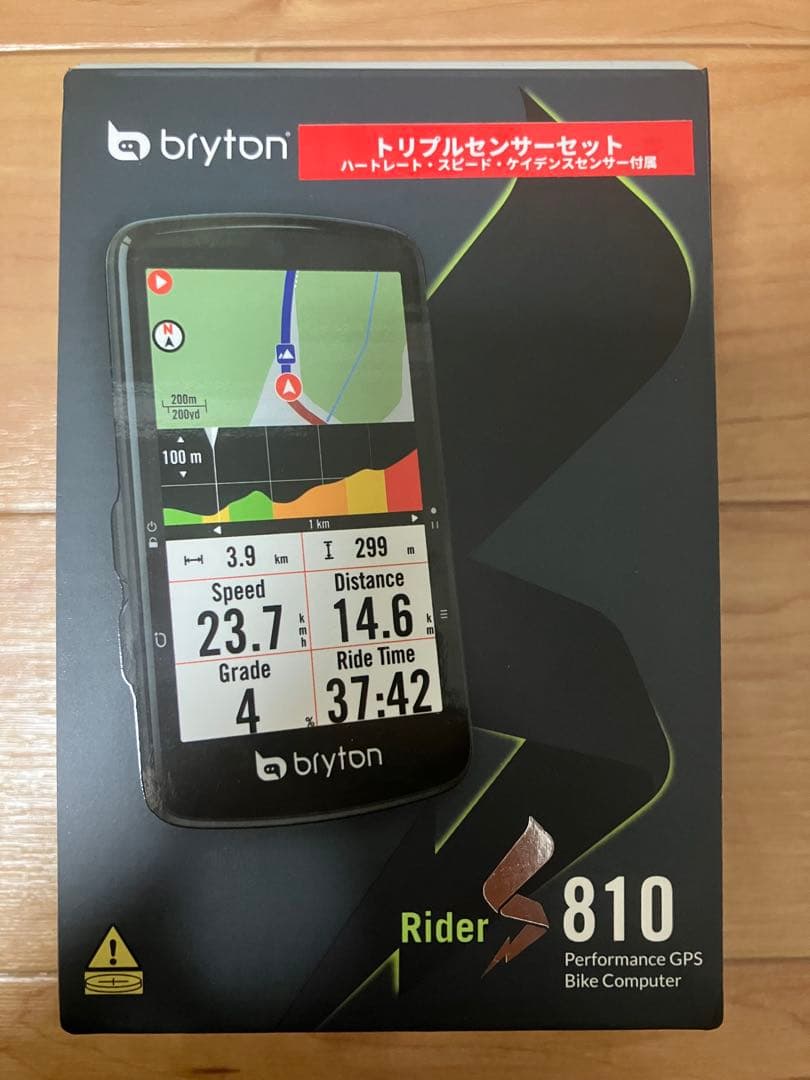 bryton
トリプルセンサーセット
ハートレート・スピード・ケイデンスセンサー付属
N
200m
200yd
100 m
1 km
3.9 km
299 m
Speed
Distance
23.7 kmh
14.6 km
Grade
Ride Time
4 %
37:42
bryton
Rider S 810
Performance GPS
Bike Computer